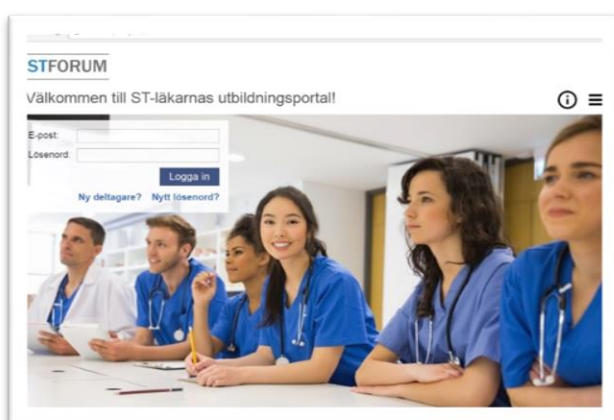 STFORUM
Välkommen till ST-läkarnas utbildningsportal!
E-post:
Lösenord:
Logga in
Ny deltagare? Nytt lösenord?